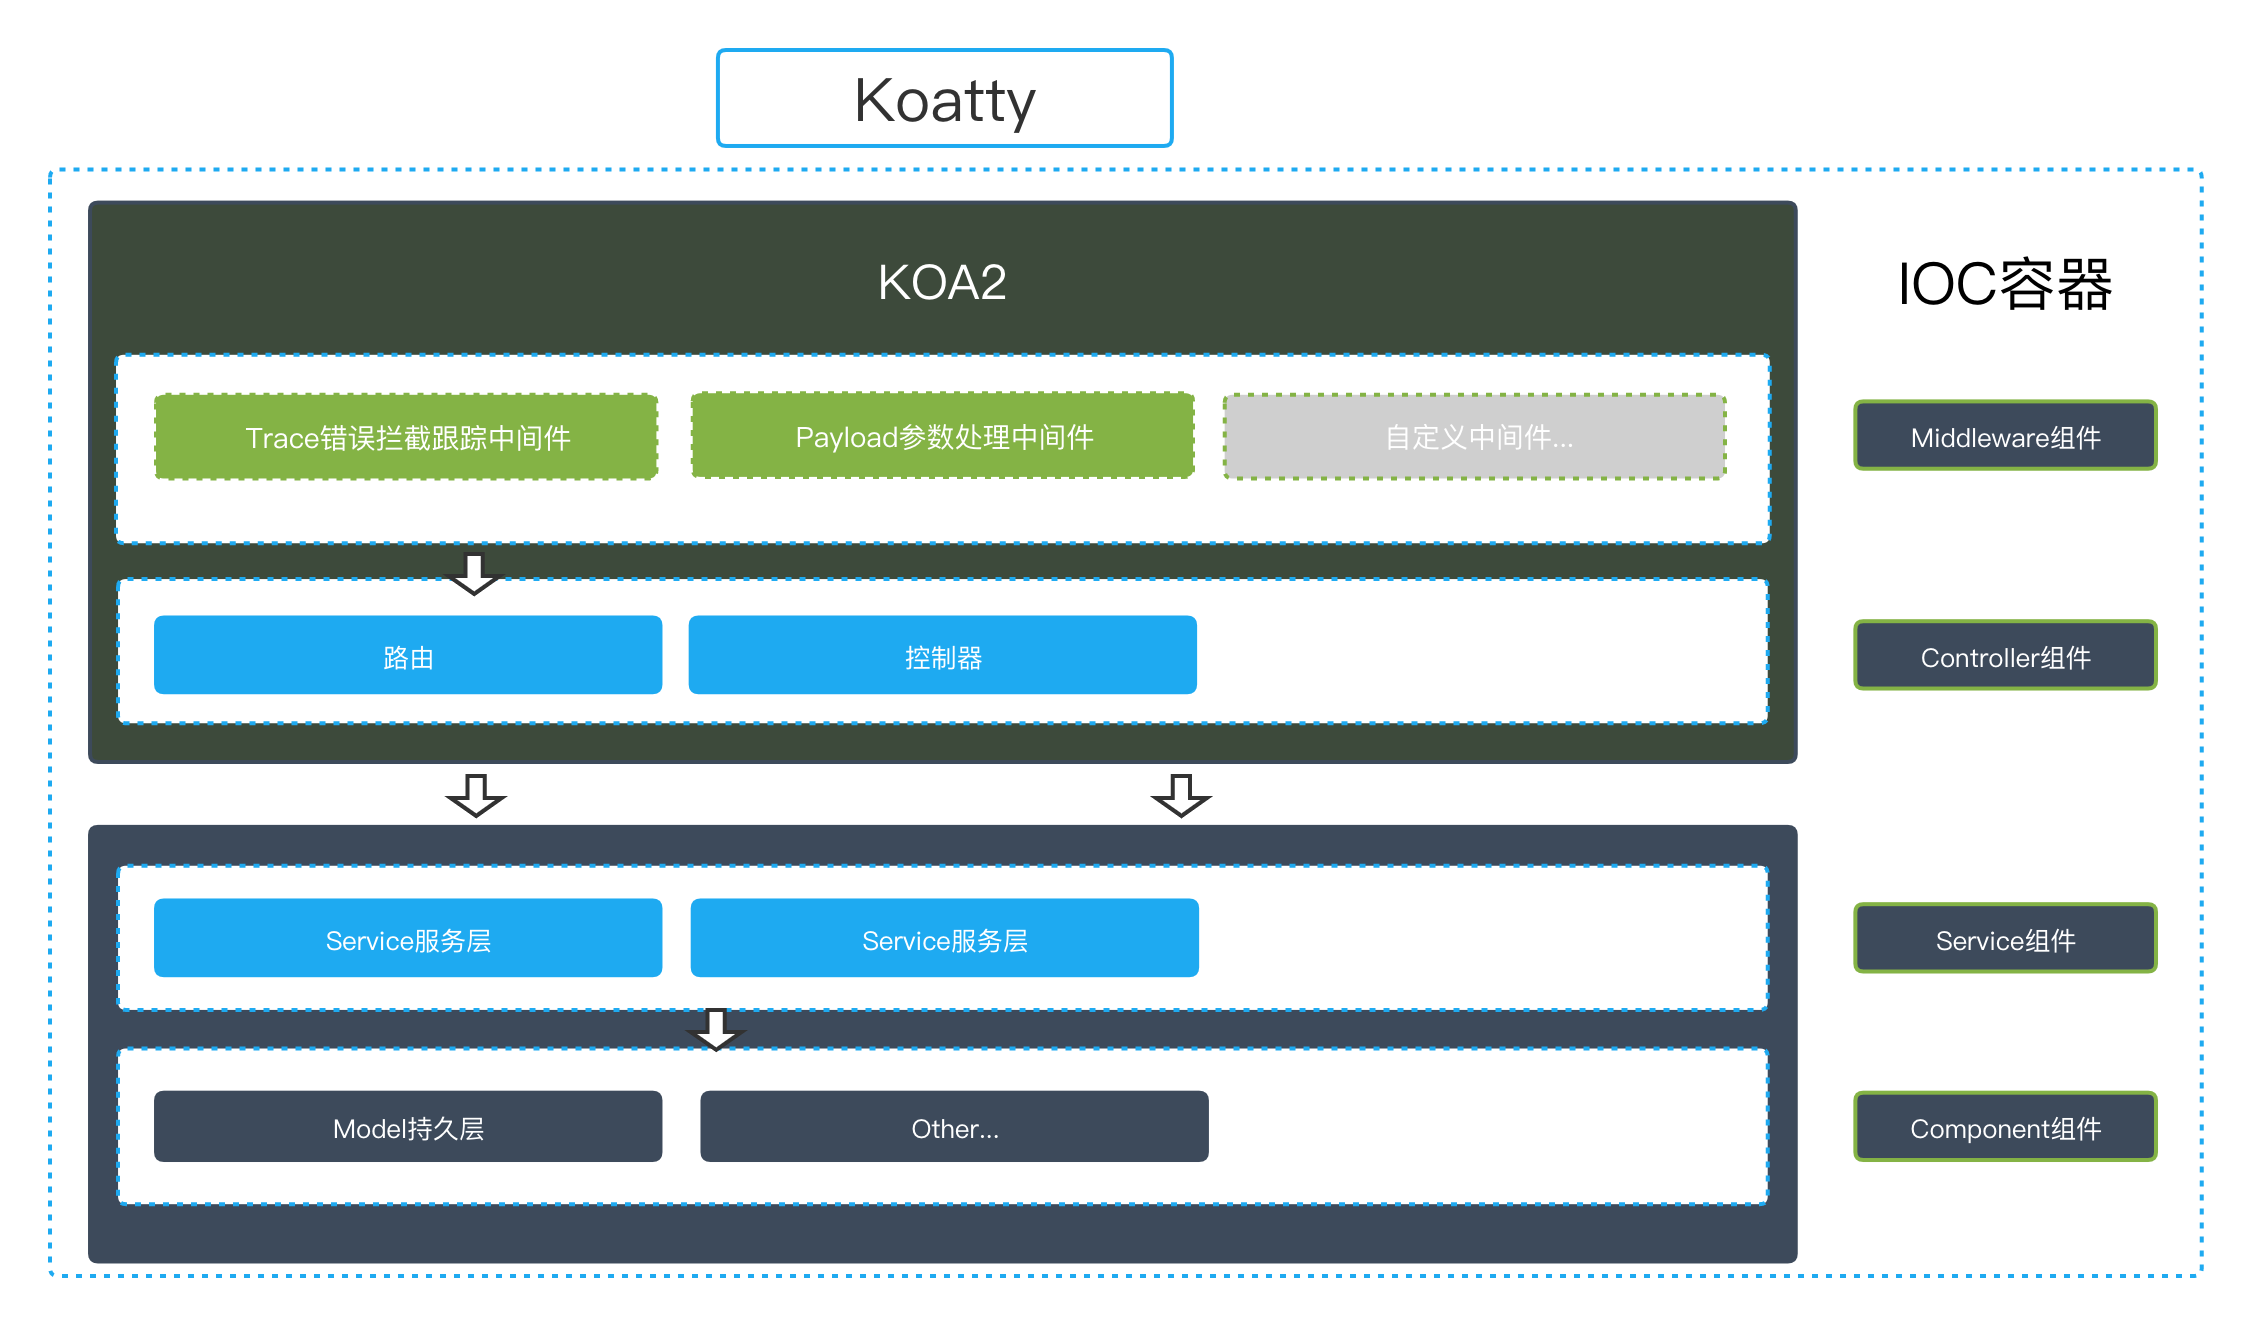 Koatty
KOA2
IOC容器
Trace错误拦截跟踪中间件
Payload参数处理中间件
自定义中间件...
Middleware组件
路由
控制器
Controller组件
Service服务层
Service服务层
Service组件
Model持久层
Other...
Component组件